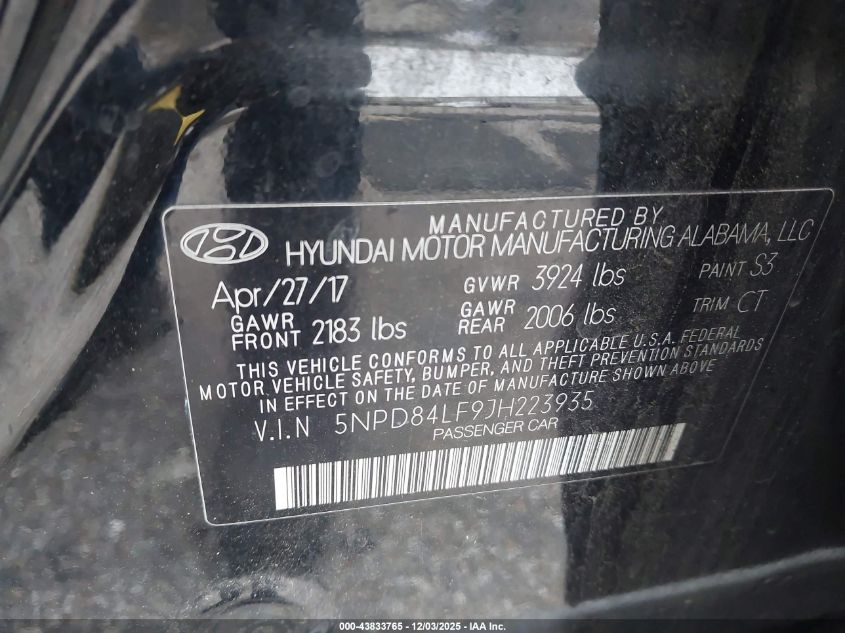 MANUFACTURED BY
HYUNDAI MOTOR MANUFACTURING ALABAMA, LLC
Apr/27/17 GVWR 3924 lbs PAINT S3
GAWR FRONT 2183 lbs GAWR REAR 2006 lbs TRIM CT
THIS VEHICLE CONFORMS TO ALL APPLICABLE U.S.A. FEDERAL
MOTOR VEHICLE SAFETY, BUMPER, AND THEFT PREVENTION STANDARDS
IN EFFECT ON THE DATE OF MANUFACTURE SHOWN ABOVE
V.I.N 5NPD84LF9JH223935
PASSENGER CAR
000-43833765 - 12/03/2025 - IAA Inc.